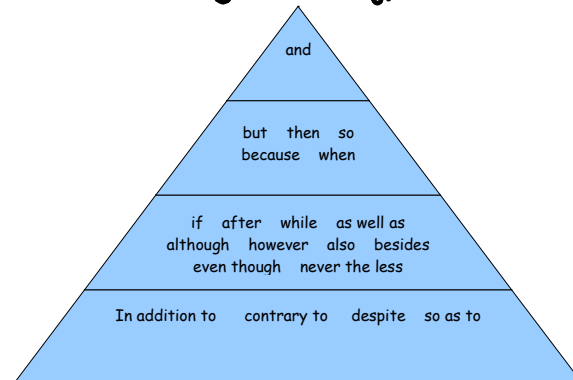 and
but then so
because when
if after while as well as
although however also besides
even though never the less
In addition to contrary to despite so as to